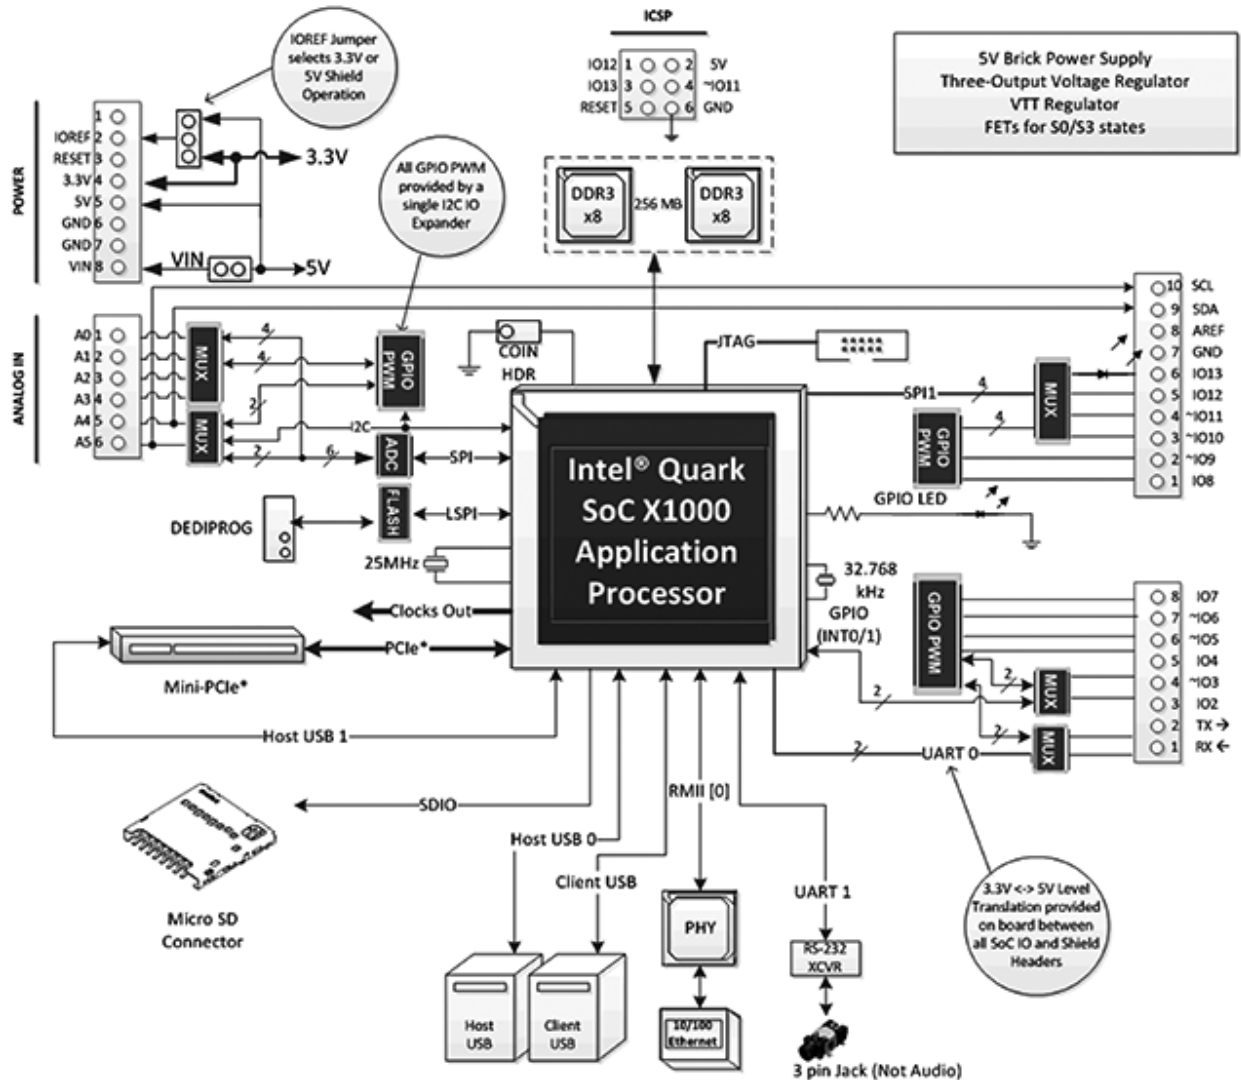 ICSP
IO12 1 2 5V
IO13 3 4 ~IO11
RESET 5 6 GND
IOREF Jumper
selects 3.3V or
5V Shield
Operation
5V Brick Power Supply
Three-Output Voltage Regulator
VTT Regulator
FETs for S0/S3 states
POWER
1
IOREF 2
RESET 3
3.3V 4
5V 5
GND 6
GND 7
VIN 8
3.3V
VIN
5V
All GPIO PWM
provided by a
single I2C IO
Expander
DDR3
x8
256 MB
DDR3
x8
ANALOG IN
A0 1
A1 2
A2 3
A3 4
A4 5
A5 6
MUX
MUX
4
4
2
2
6
GPIO
PWM
I2C
ADC
SPI
FLASH
LSPI
DEDIPROG
25MHz
COIN
HDR
JTAG
10 SCL
9 SDA
8 AREF
7 GND
6 IO13
5 IO12
4 ~IO11
3 ~IO10
2 ~IO9
1 IO8
SPI1
4
MUX
4
GPIO
PWM
GPIO LED
Intel® Quark
SoC X1000
Application
Processor
32.768
kHz
GPIO
(INT0/1)
GPIO PWM
8 IO7
7 ~IO6
6 ~IO5
5 IO4
4 ~IO3
3 IO2
2 TX →
1 RX ←
2
2
2
2
MUX
MUX
UART 0
Clocks Out
PCIe*
Mini-PCIe*
Host USB 1
SDIO
Micro SD
Connector
Host USB 0
Client USB
RMII [0]
UART 1
PHY
RS-232
XCVR
Host
USB
Client
USB
10/100
Ethernet
3 pin Jack (Not Audio)
3.3V <-> 5V Level
Translation provided
on board between
all SoC IO and Shield
Headers